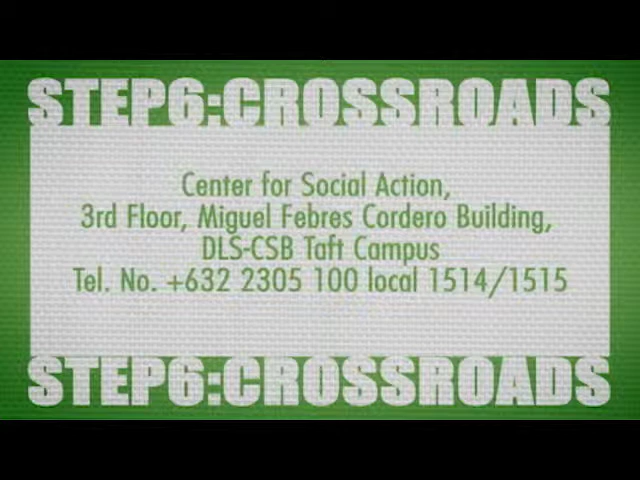 STEP6:CROSSROADS
Center for Social Action,
3rd Floor, Miguel Febres Cordero Building,
DLS-CSB Taft Campus
Tel. No. +632 2305 100 local 1514/1515
STEP6:CROSSROADS